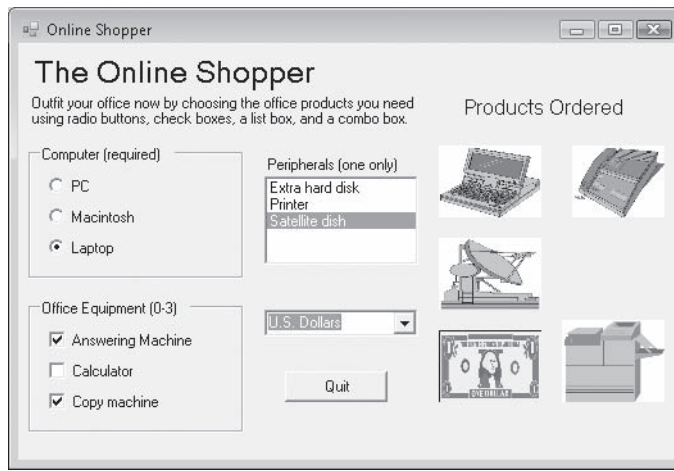 Online Shopper
The Online Shopper
Outfit your office now by choosing the office products you need
using radio buttons, check boxes, a list box, and a combo box.
Products Ordered
Computer (required)
PC
Macintosh
Laptop
Peripherals (one only)
Extra hard disk
Printer
Satellite dish
Office Equipment (0-3)
Answering Machine
Calculator
Copy machine
U.S. Dollars
Quit
ONE DOLLAR